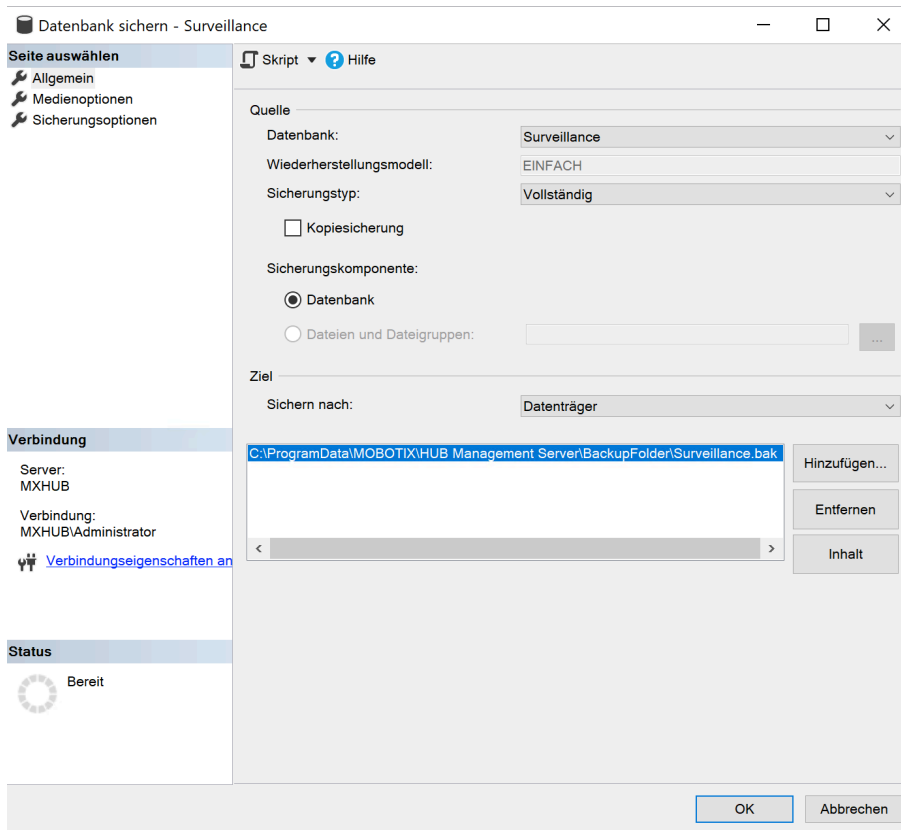 Datenbank sichern - Surveillance
Seite auswählen
Allgemein
Medienoptionen
Sicherungsoptionen
Skript
Hilfe
Quelle
Datenbank:
Surveillance
Wiederherstellungsmodell:
EINFACH
Sicherungstyp:
Vollständig
Kopiesicherung
Sicherungskomponente:
Datenbank
Dateien und Dateigruppen:
...
Ziel
Sichern nach:
Datenträger
C:\ProgramData\MOBOTIX\HUB Management Server\BackupFolder\Surveillance.bak
Hinzufügen...
Entfernen
Inhalt
Verbindung
Server:
MXHUB
Verbindung:
MXHUB\Administrator
Verbindungseigenschaften an
Status
Bereit
OK
Abbrechen